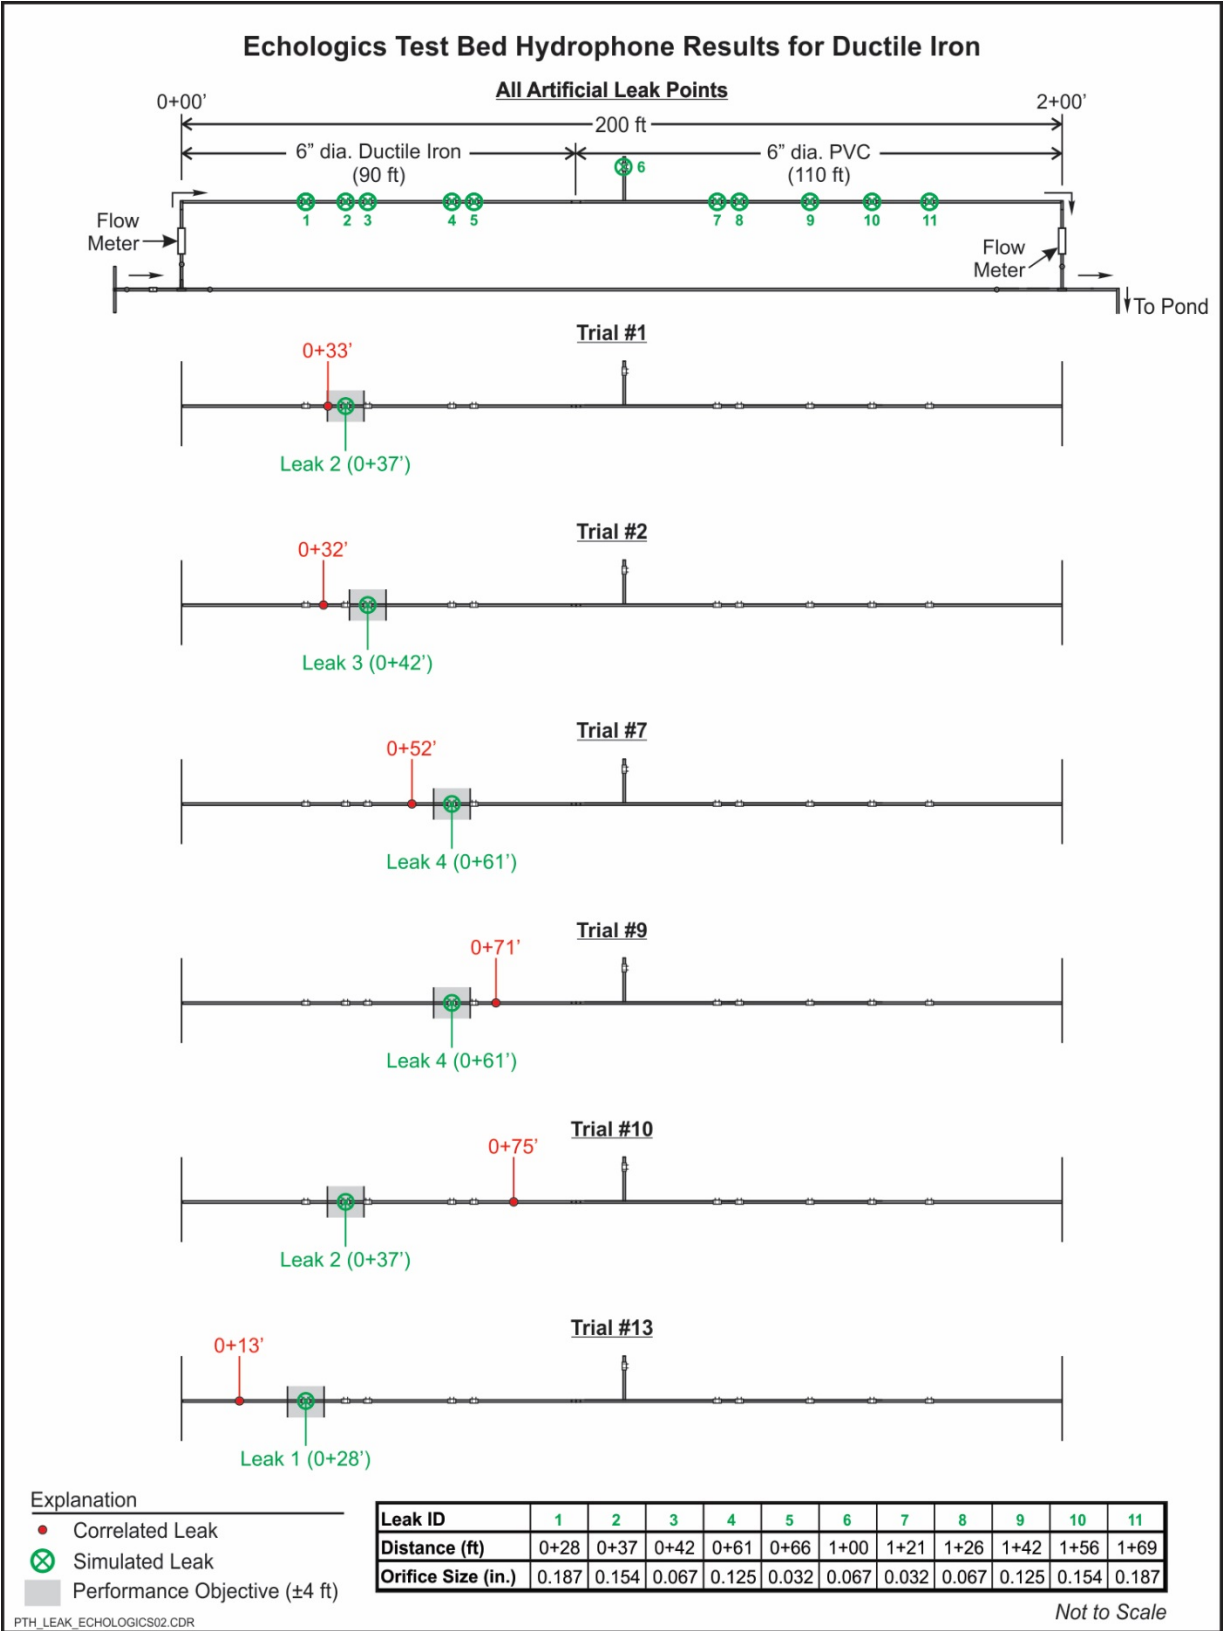 Echologics Test Bed Hydrophone Results for Ductile Iron
All Artificial Leak Points
0+00’ 2+00’
200 ft
6” dia. Ductile Iron 6” dia. PVC
(90 ft) (110 ft)
6
1 2 3 4 5 7 8 9 10 11
Flow
Meter
Flow
Meter
To Pond
Trial #1
0+33’
Leak 2 (0+37’)
Trial #2
0+32’
Leak 3 (0+42’)
Trial #7
0+52’
Leak 4 (0+61’)
Trial #9
0+71’
Leak 4 (0+61’)
Trial #10
0+75’
Leak 2 (0+37’)
Trial #13
0+13’
Leak 1 (0+28’)
Explanation
Correlated Leak
Simulated Leak
Performance Objective (±4 ft)
Leak ID 1 2 3 4 5 6 7 8 9 10 11
Distance (ft) 0+28 0+37 0+42 0+61 0+66 1+00 1+21 1+26 1+42 1+56 1+69
Orifice Size (in.) 0.187 0.154 0.067 0.125 0.032 0.067 0.032 0.067 0.125 0.154 0.187
Not to Scale
PTH_LEAK_ECHOLOGICS02.CDR